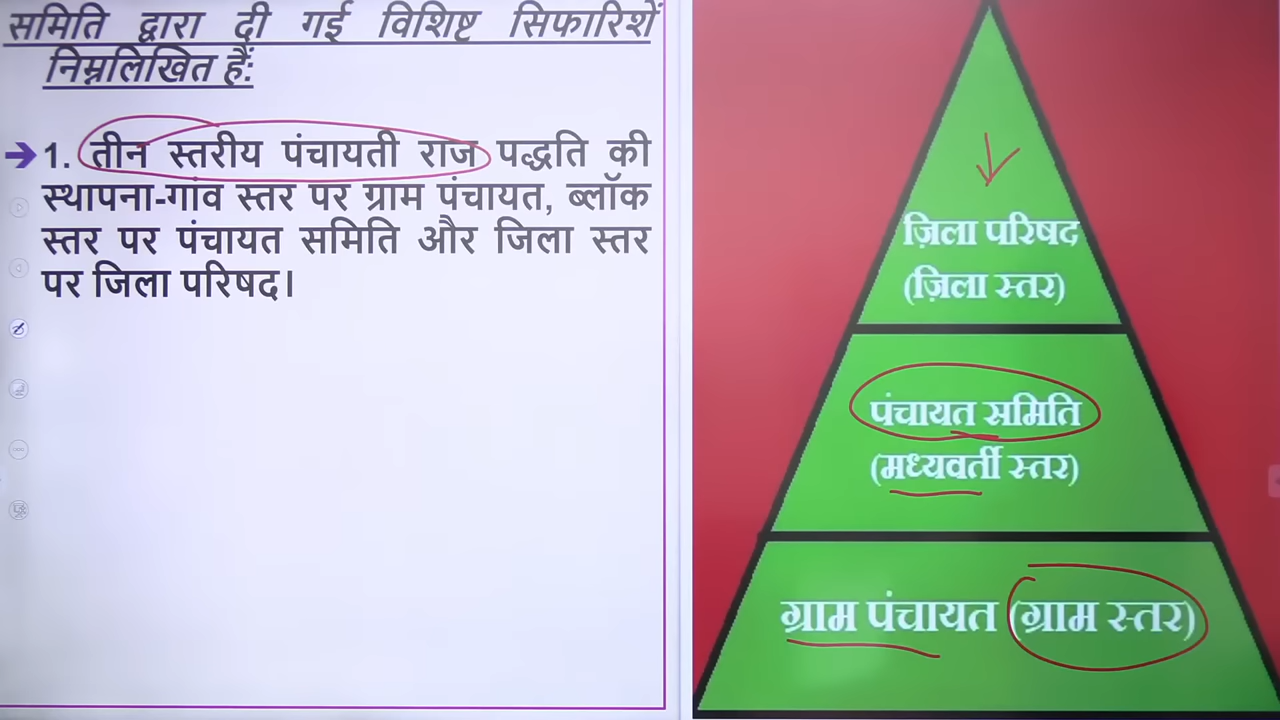 समिति द्वारा दी गई विशिष्ट सिफारिशें
निम्नलिखित हैं:
1. तीन स्तरीय पंचायती राज पद्धति की
स्थापना-गांव स्तर पर ग्राम पंचायत, ब्लॉक
स्तर पर पंचायत समिति और जिला स्तर
पर जिला परिषद।
ज़िला परिषद
(ज़िला स्तर)
पंचायत समिति
(मध्यवर्ती स्तर)
ग्राम पंचायत (ग्राम स्तर)